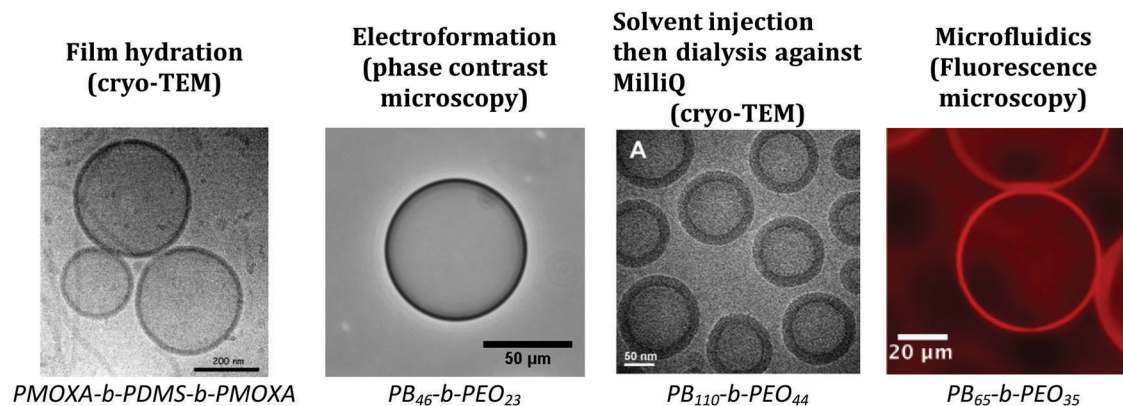 Film hydration
(cryo-TEM)
Electroformation
(phase contrast
microscopy)
Solvent injection
then dialysis against
MilliQ
(cryo-TEM)
Microfluidics
(Fluorescence
microscopy)
200 nm
50 μm
A
50 nm
20 μm
PMOXA-b-PDMS-b-PMOXA
PB₄₆-b-PEO₂₃
PB₁₁₀-b-PEO₄₄
PB₆₅-b-PEO₃₅